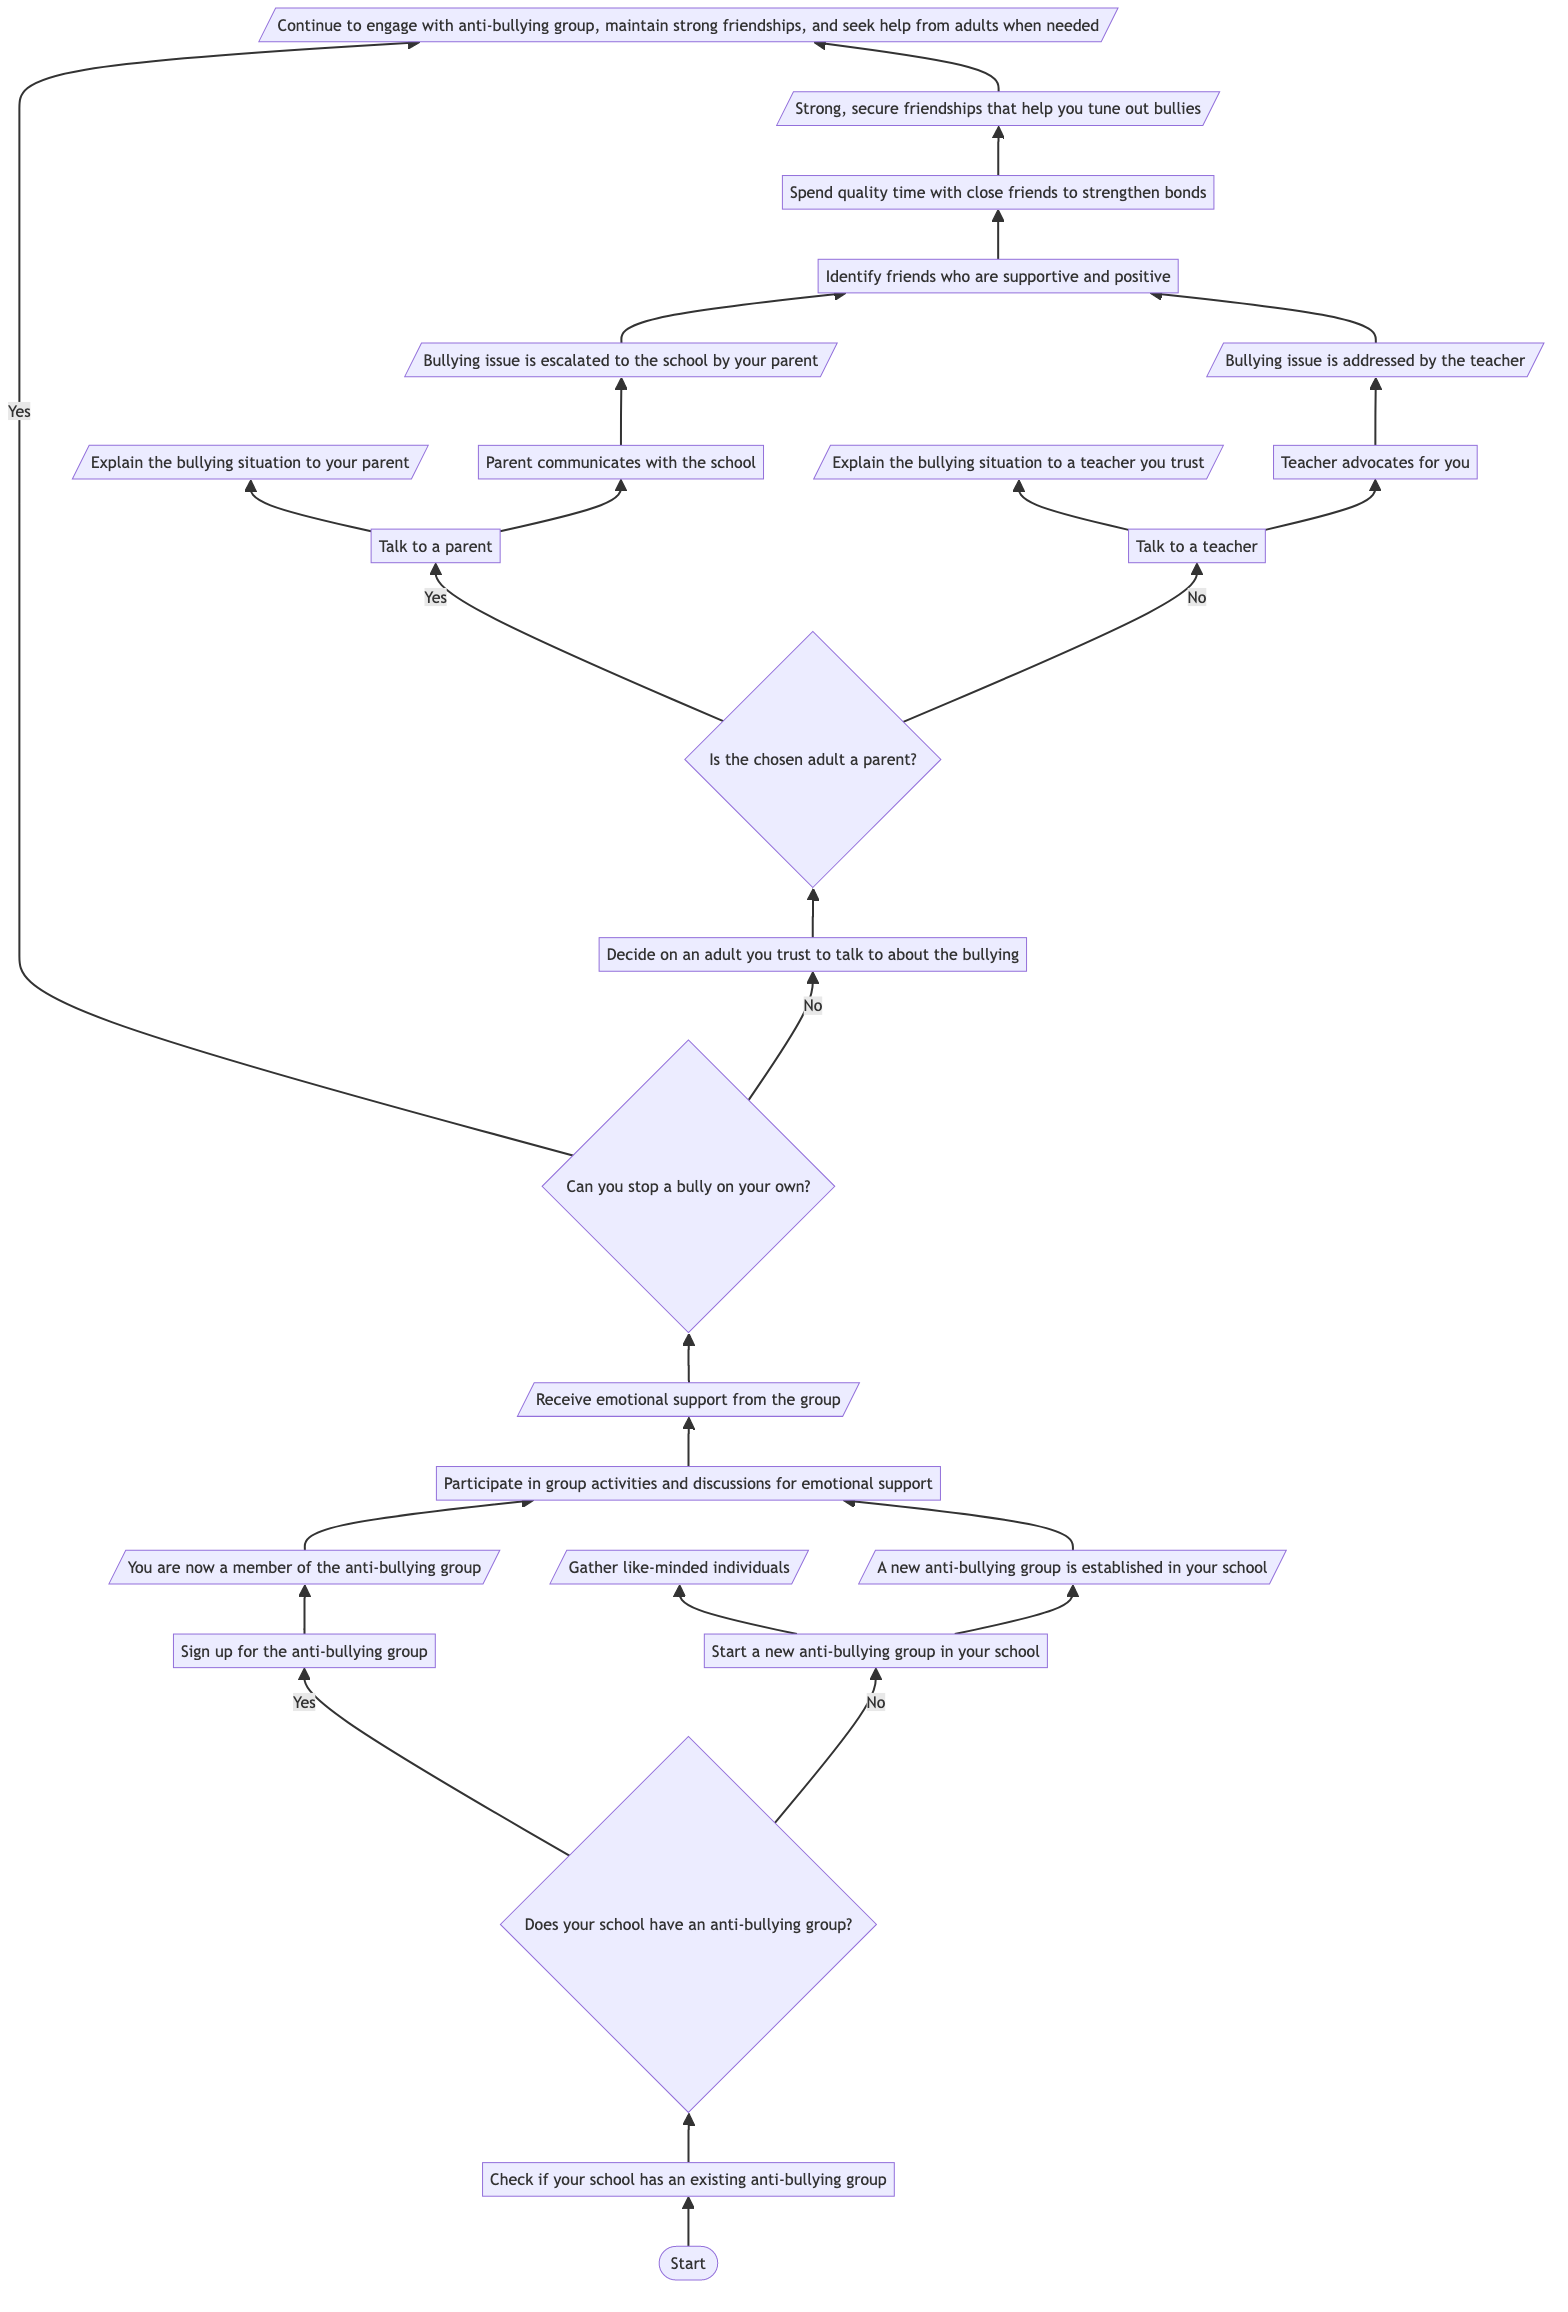 Continue to engage with anti-bullying group, maintain strong friendships, and seek help from adults when needed
Strong, secure friendships that help you tune out bullies
Spend quality time with close friends to strengthen bonds
Identify friends who are supportive and positive
Bullying issue is escalated to the school by your parent
Bullying issue is addressed by the teacher
Yes
Explain the bullying situation to your parent
Parent communicates with the school
Explain the bullying situation to a teacher you trust
Teacher advocates for you
Talk to a parent
Talk to a teacher
Yes
No
Is the chosen adult a parent?
Decide on an adult you trust to talk to about the bullying
No
Can you stop a bully on your own?
Receive emotional support from the group
Participate in group activities and discussions for emotional support
You are now a member of the anti-bullying group
Gather like-minded individuals
A new anti-bullying group is established in your school
Sign up for the anti-bullying group
Start a new anti-bullying group in your school
Yes
No
Does your school have an anti-bullying group?
Check if your school has an existing anti-bullying group
Start